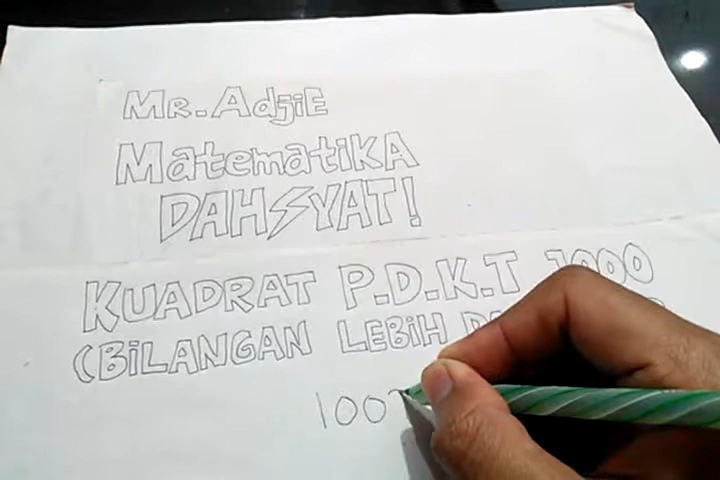 Mr. Adjie
Matematika
DAHSYAT!
KUADRAT P.D.K.T 1000
(BiLANGAN LEBiH
100